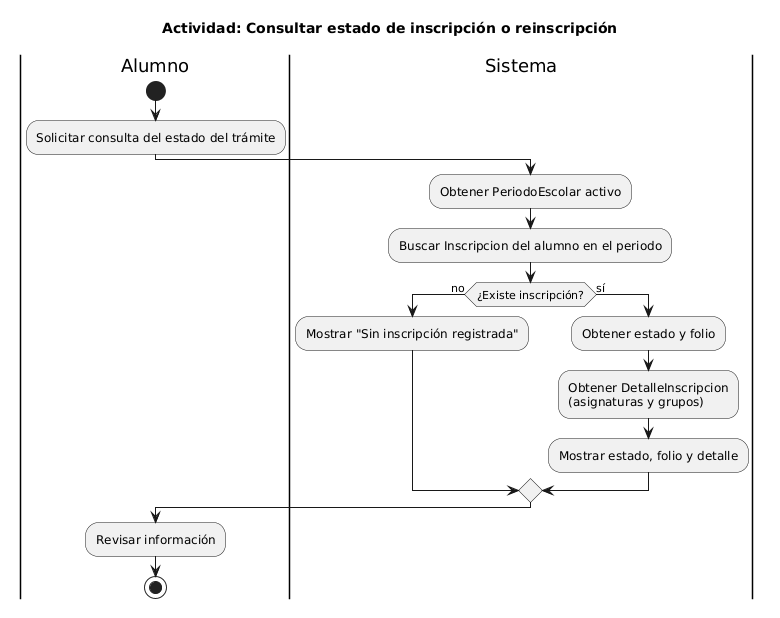 Actividad: Consultar estado de inscripción o reinscripción
Alumno
Sistema
Solicitar consulta del estado del trámite
Obtener PeriodoEscolar activo
Buscar Inscripcion del alumno en el periodo
no
¿Existe inscripción?
sí
Mostrar "Sin inscripción registrada"
Obtener estado y folio
Obtener DetalleInscripcion
(asignaturas y grupos)
Mostrar estado, folio y detalle
Revisar información